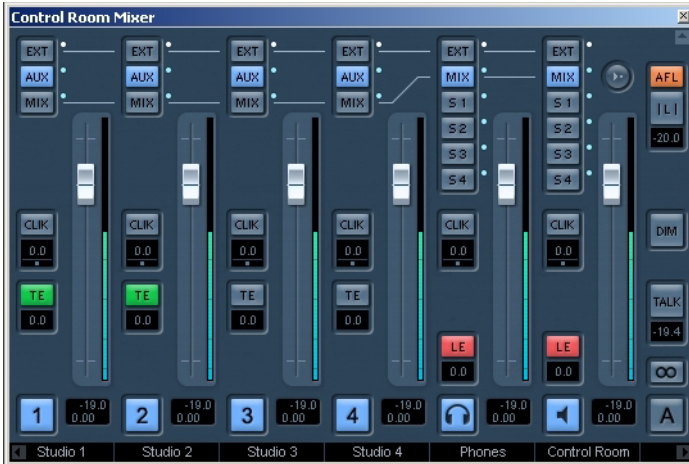 Control Room Mixer
EXT EXT EXT EXT EXT EXT
AUX AUX AUX AUX MIX MIX AFL
MIX MIX MIX MIX S 1 S 1 | L |
S 2 S 2 -20.0
S 3 S 3
S 4 S 4
CLIK CLIK CLIK CLIK CLIK CLIK DIM
0.0 0.0 0.0 0.0 0.0 0.0
TE TE TE TE TALK
0.0 0.0 0.0 0.0 -19.4
LE LE
0.0 0.0 ∞
-19.0 -19.0 -19.0 -19.0 -19.0 -19.0
1 2 3 4 A
0.00 0.00 0.00 0.00 0.00 0.00
Studio 1 Studio 2 Studio 3 Studio 4 Phones Control Room